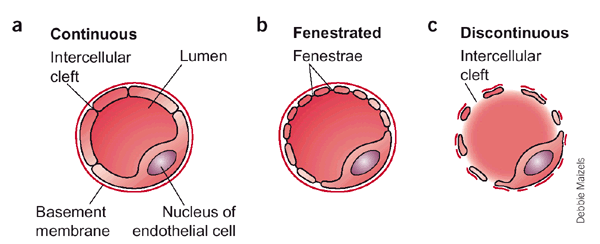 a Continuous
Intercellular
cleft
Lumen
Basement
membrane
Nucleus of
endothelial cell
b Fenestrated
Fenestrae
c Discontinuous
Intercellular
cleft
Debbie Maizels